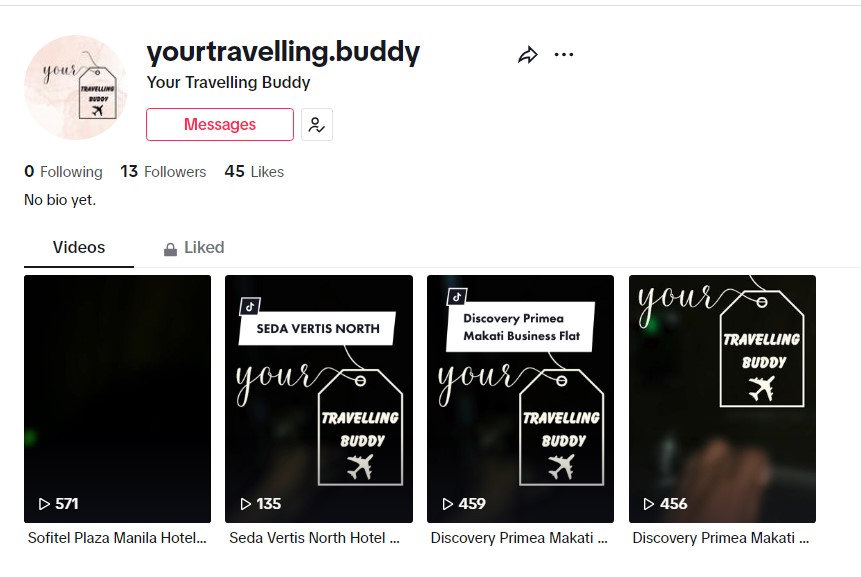 your
TRAVELLING
BUDDY
yourtravelling.buddy
Your Travelling Buddy
Messages
0 Following 13 Followers 45 Likes
No bio yet.
Videos
Liked
571
Sofitel Plaza Manila Hotel...
SEDA VERTIS NORTH
your
TRAVELLING
BUDDY
135
Seda Vertis North Hotel ...
Discovery Primea
Makati Business Flat
your
TRAVELLING
BUDDY
459
Discovery Primea Makati ...
your
TRAVELLING
BUDDY
456
Discovery Primea Makati ...